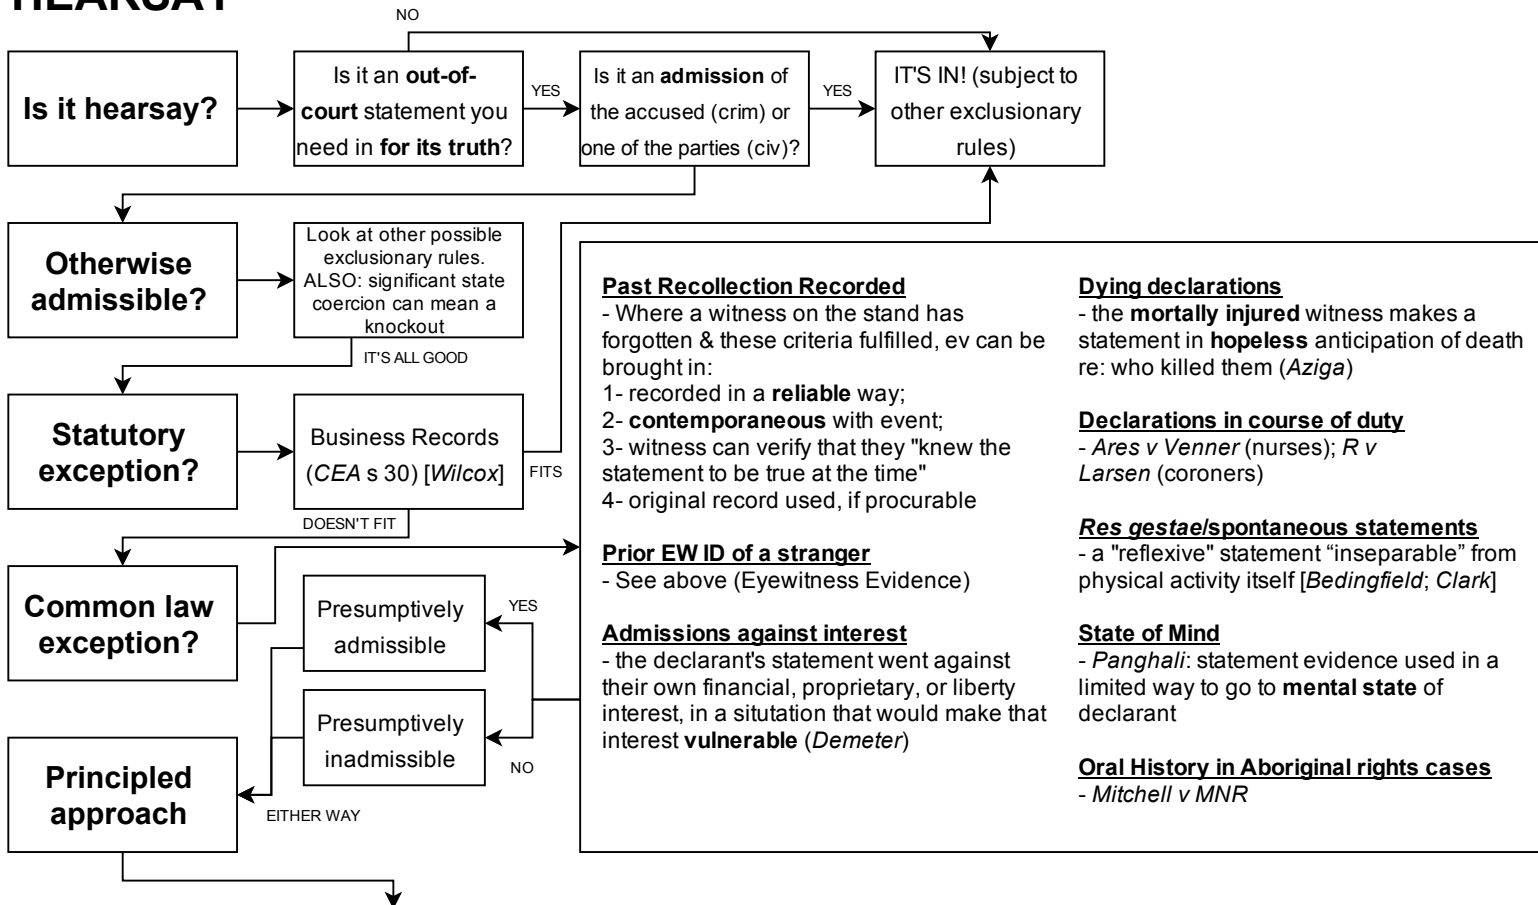 HEARSAY
NO
Is it hearsay?
Is it an out-of-
court statement you
need in for its truth?
YES
Is it an admission of
the accused (crim) or
one of the parties (civ)?
YES
IT'S IN! (subject to
other exclusionary
rules)
Otherwise
admissible?
Look at other possible
exclusionary rules.
ALSO: significant state
coercion can mean a
knockout
IT'S ALL GOOD
Statutory
exception?
Business Records
(CEA s 30) [Wilcox]
FITS
DOESN'T FIT
Common law
exception?
Presumptively
admissible
YES
Presumptively
inadmissible
NO
Principled
approach
EITHER WAY
Past Recollection Recorded
- Where a witness on the stand has
forgotten & these criteria fulfilled, ev can be
brought in:
1- recorded in a reliable way;
2- contemporaneous with event;
3- witness can verify that they "knew the
statement to be true at the time"
4- original record used, if procurable
Prior EW ID of a stranger
- See above (Eyewitness Evidence)
Admissions against interest
- the declarant's statement went against
their own financial, proprietary, or liberty
interest, in a situtation that would make that
interest vulnerable (Demeter)
Dying declarations
- the mortally injured witness makes a
statement in hopeless anticipation of death
re: who killed them (Aziga)
Declarations in course of duty
- Ares v Venner (nurses); R v
Larsen (coroners)
Res gestae/spontaneous statements
- a "reflexive" statement “inseparable” from
physical activity itself [Bedingfield; Clark]
State of Mind
- Panghali: statement evidence used in a
limited way to go to mental state of
declarant
Oral History in Aboriginal rights cases
- Mitchell v MNR